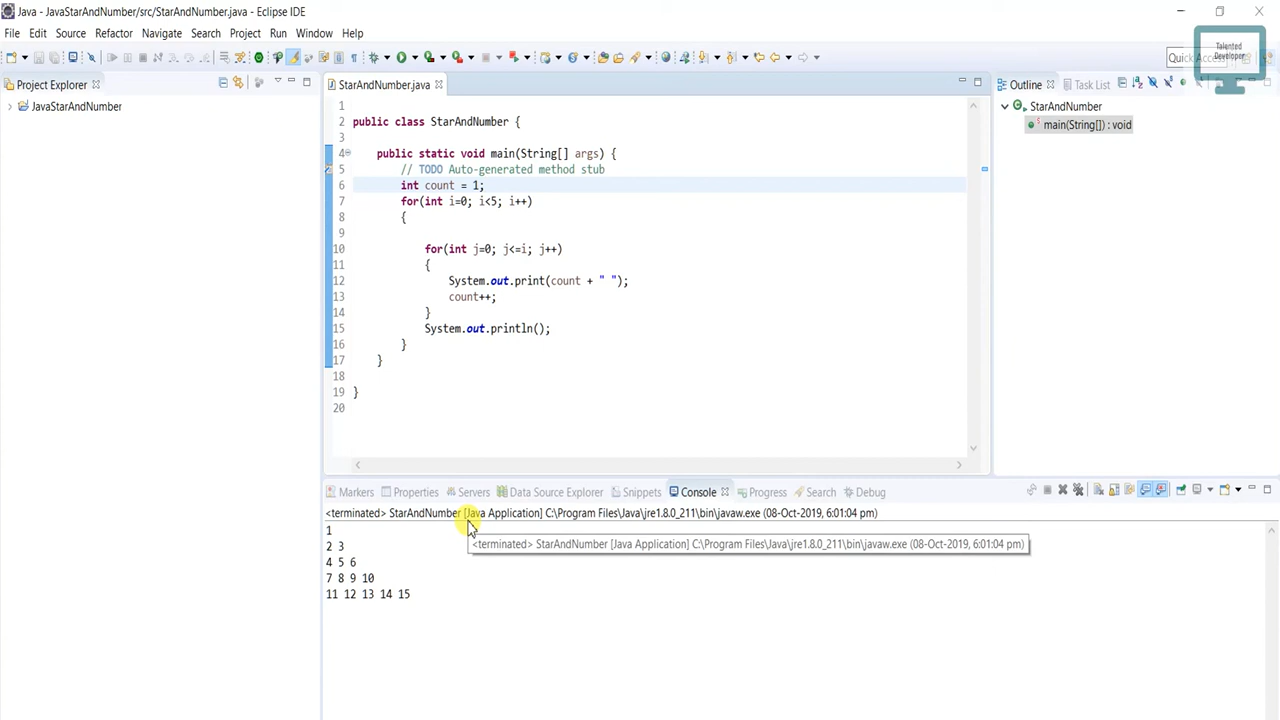 Java - JavaStarAndNumber/src/StarAndNumber.java - Eclipse IDE
File Edit Source Refactor Navigate Search Project Run Window Help
Talented
Developer
Quick Access
Project Explorer
StarAndNumber.java
Outline
Task List
JavaStarAndNumber
StarAndNumber
main(String[]) : void
1
2 public class StarAndNumber {
3
4 public static void main(String[] args) {
5 // TODO Auto-generated method stub
6 int count = 1;
7 for(int i=0; i<5; i++)
8 {
9
10 for(int j=0; j<=i; j++)
11 {
12 System.out.print(count + " ");
13 count++;
14 }
15 System.out.println();
16 }
17 }
18
19 }
20
Markers Properties Servers Data Source Explorer Snippets Console Progress Search Debug
<terminated> StarAndNumber [Java Application] C:\Program Files\Java\jre1.8.0_211\bin\javaw.exe (08-Oct-2019, 6:01:04 pm)
1
2 3
<terminated> StarAndNumber [Java Application] C:\Program Files\Java\jre1.8.0_211\bin\javaw.exe (08-Oct-2019, 6:01:04 pm)
4 5 6
7 8 9 10
11 12 13 14 15